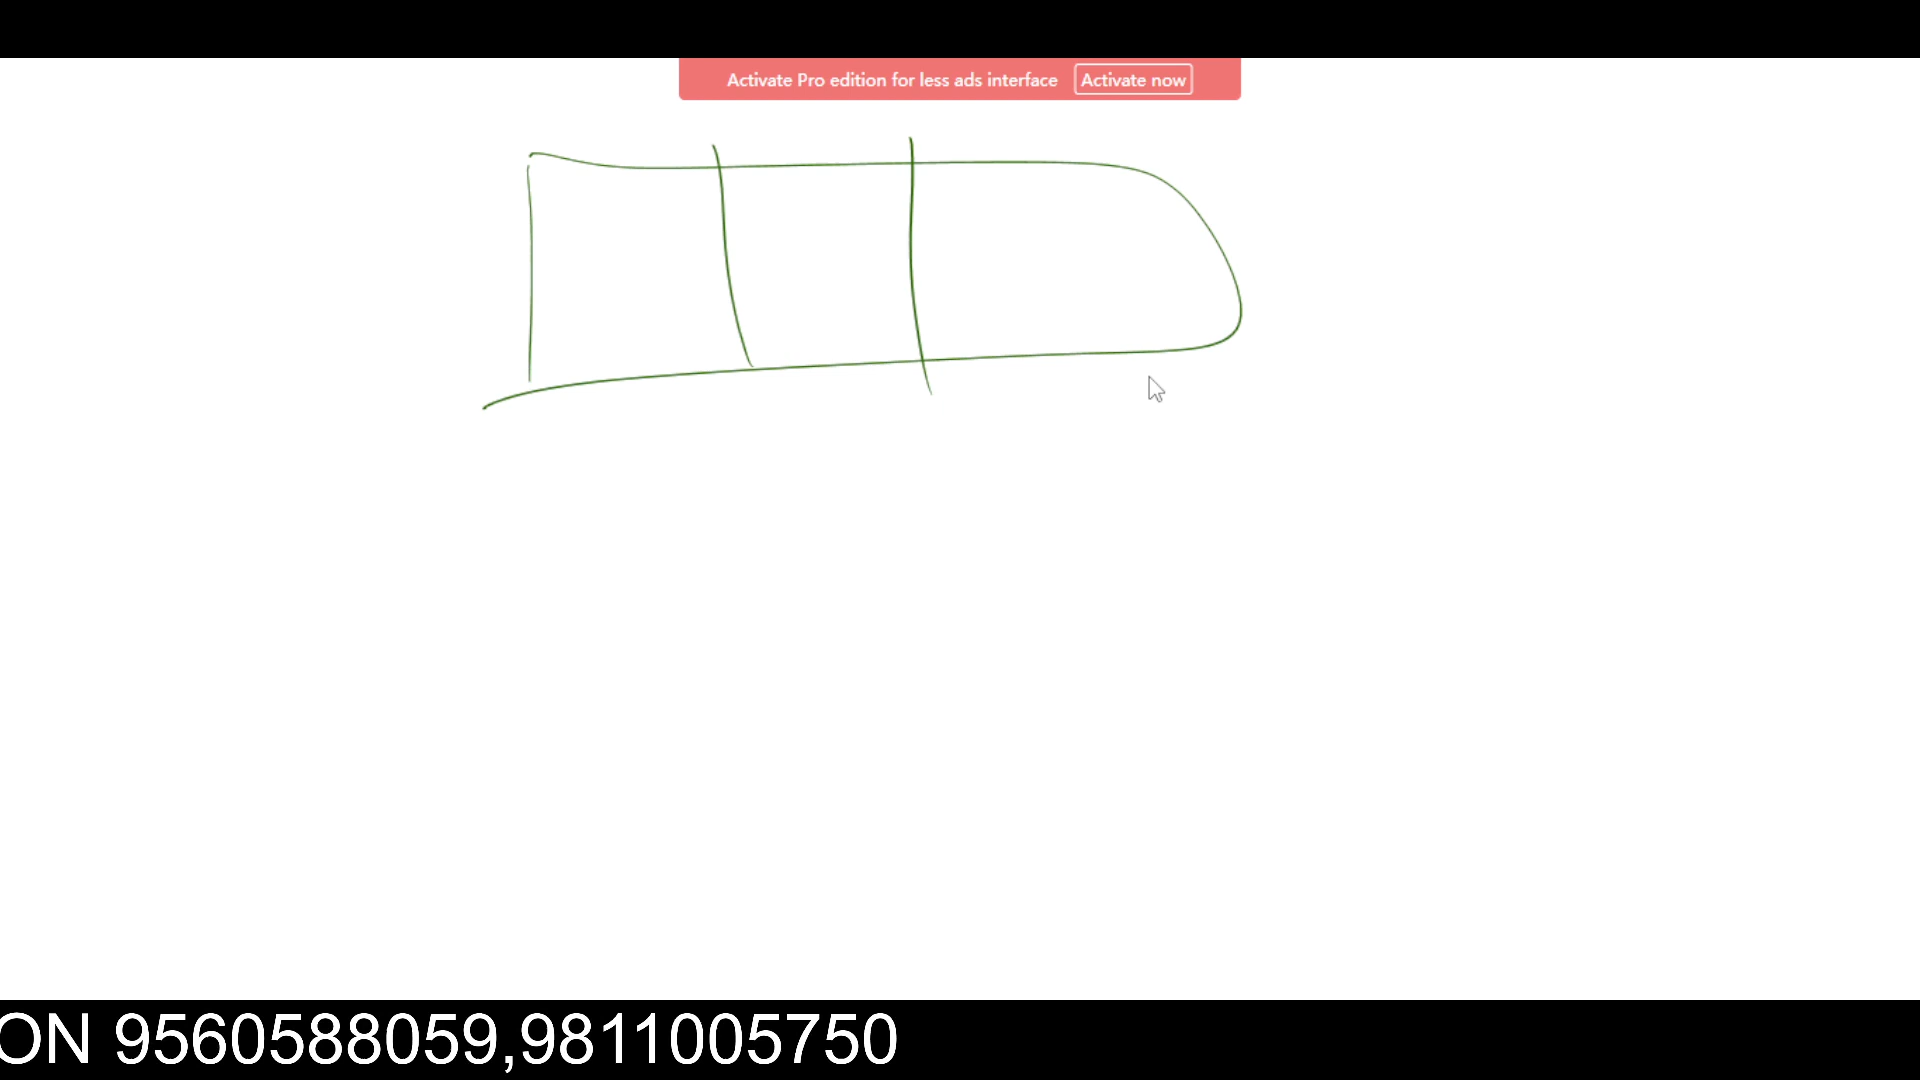 Activate Pro edition for less ads interface Activate now
ON 9560588059,9811005750